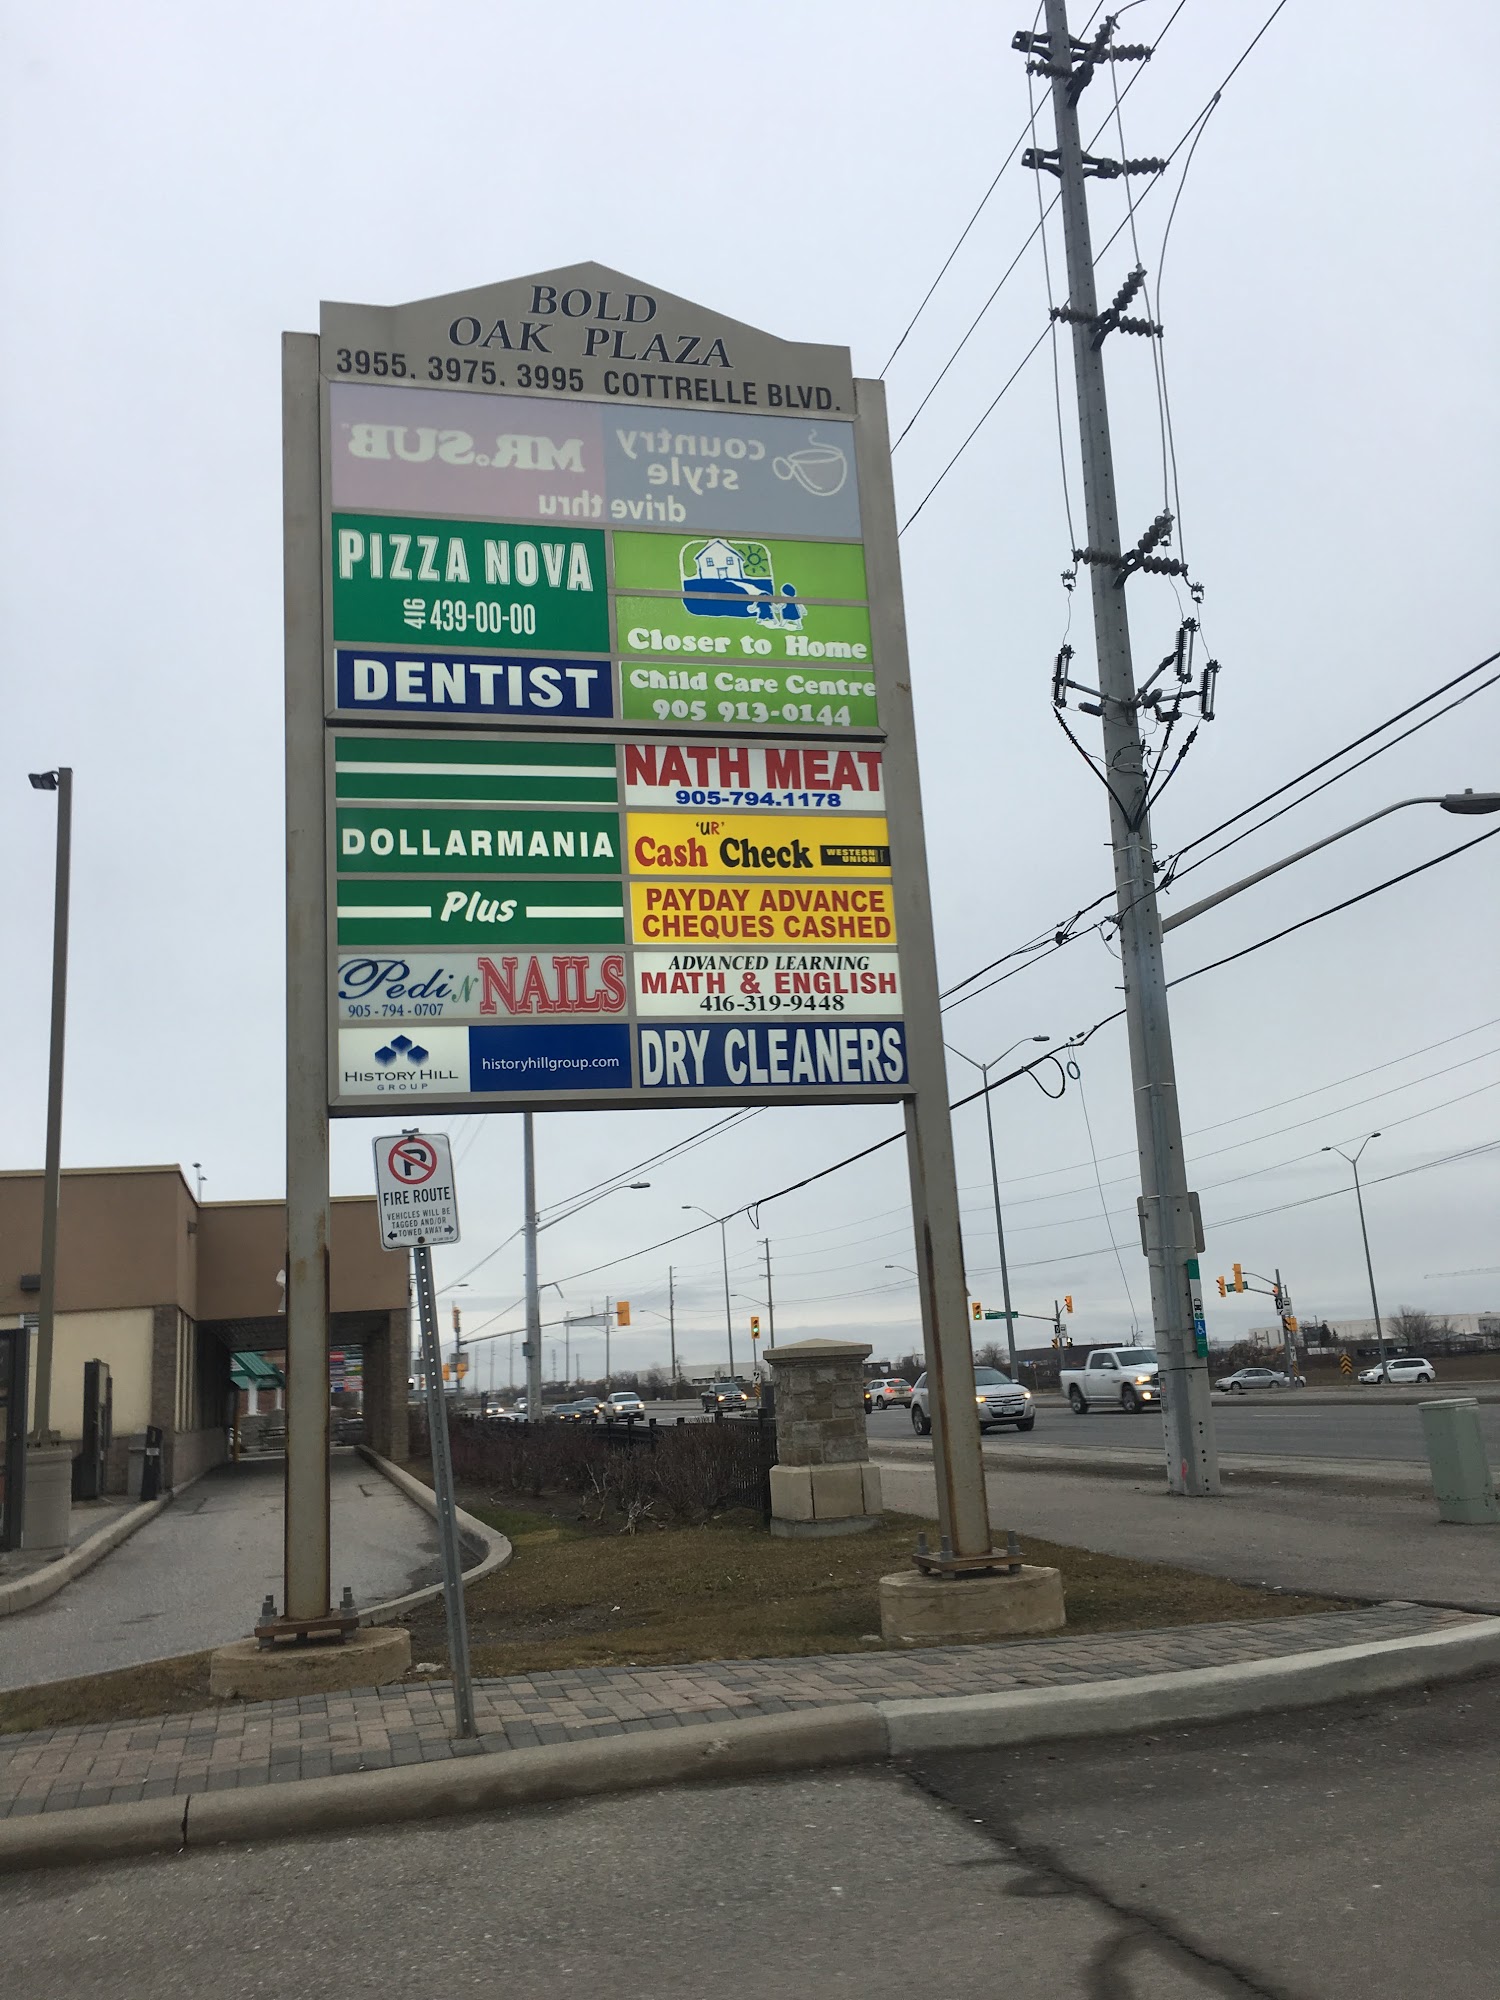 BOLD
OAK PLAZA
3955. 3975. 3995 COTTRELLE BLVD.
MR.SUB
country
style
drive thru
PIZZA NOVA
416 439-00-00
DENTIST
Closer to Home
Child Care Centre
905 913-0144
NATH MEAT
905-794.1178
DOLLARMANIA
Plus
'UR'
Cash Check
WESTERN
UNION
PAYDAY ADVANCE
CHEQUES CASHED
Pedi N NAILS
905-794-0707
ADVANCED LEARNING
MATH & ENGLISH
416-319-9448
HISTORY HILL
GROUP
historyhillgroup.com
DRY CLEANERS
P
FIRE ROUTE
VEHICLES WILL BE
TAGGED AND/OR
TOWED AWAY